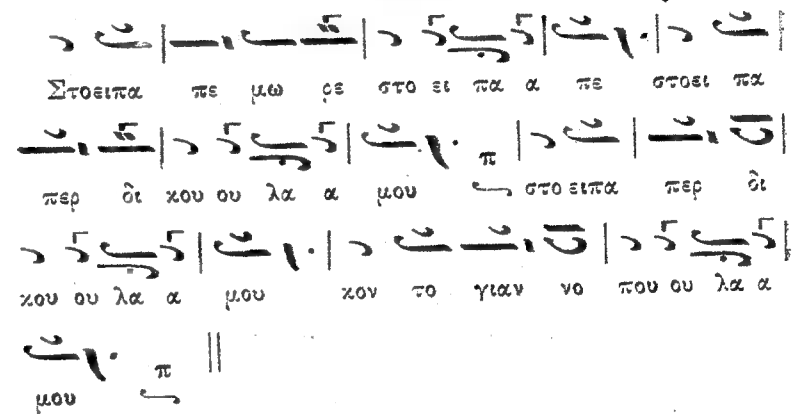 Στοειπα πε μω ρε στο ει πα α πε στοει πα
περ δι κου ου λα α μου π στο ειπα περ δι
κου ου λα α μου κον το γιαν νο που ου λα α
μου π